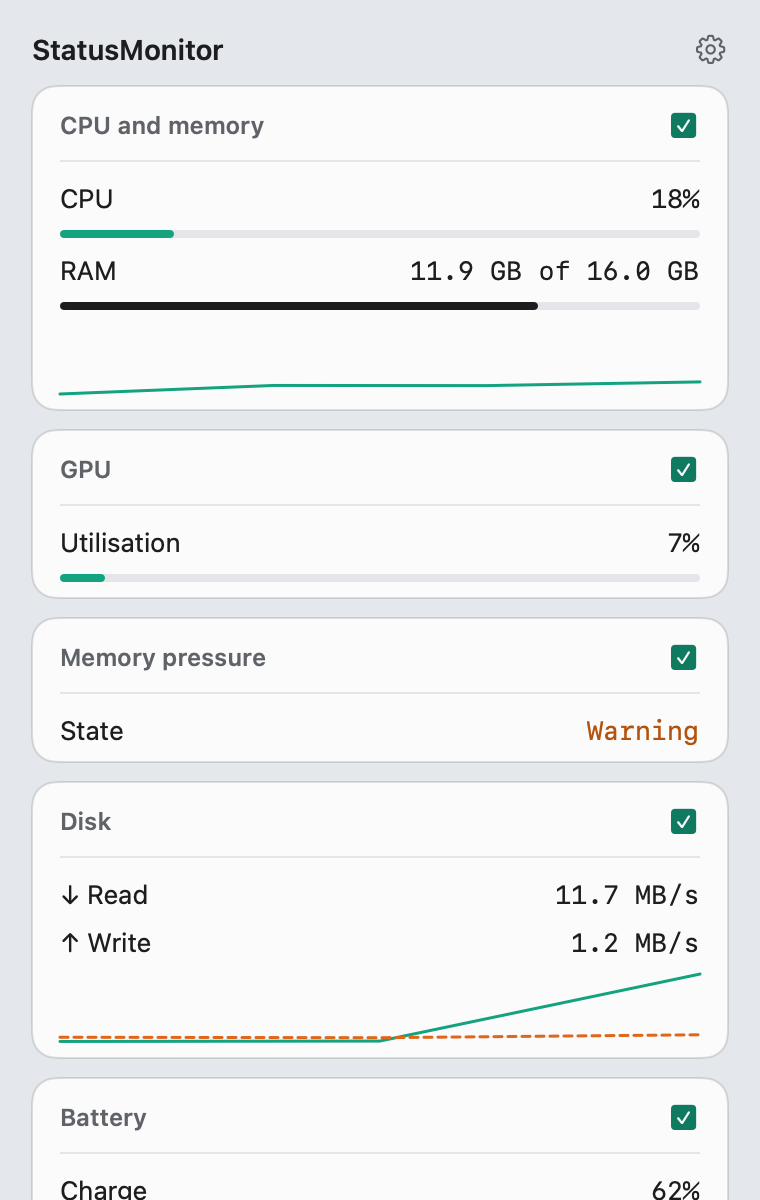 StatusMonitor
CPU and memory
CPU 18%
RAM 11.9 GB of 16.0 GB
GPU
Utilisation 7%
Memory pressure
State Warning
Disk
↓ Read 11.7 MB/s
↑ Write 1.2 MB/s
Battery
Charge 62%